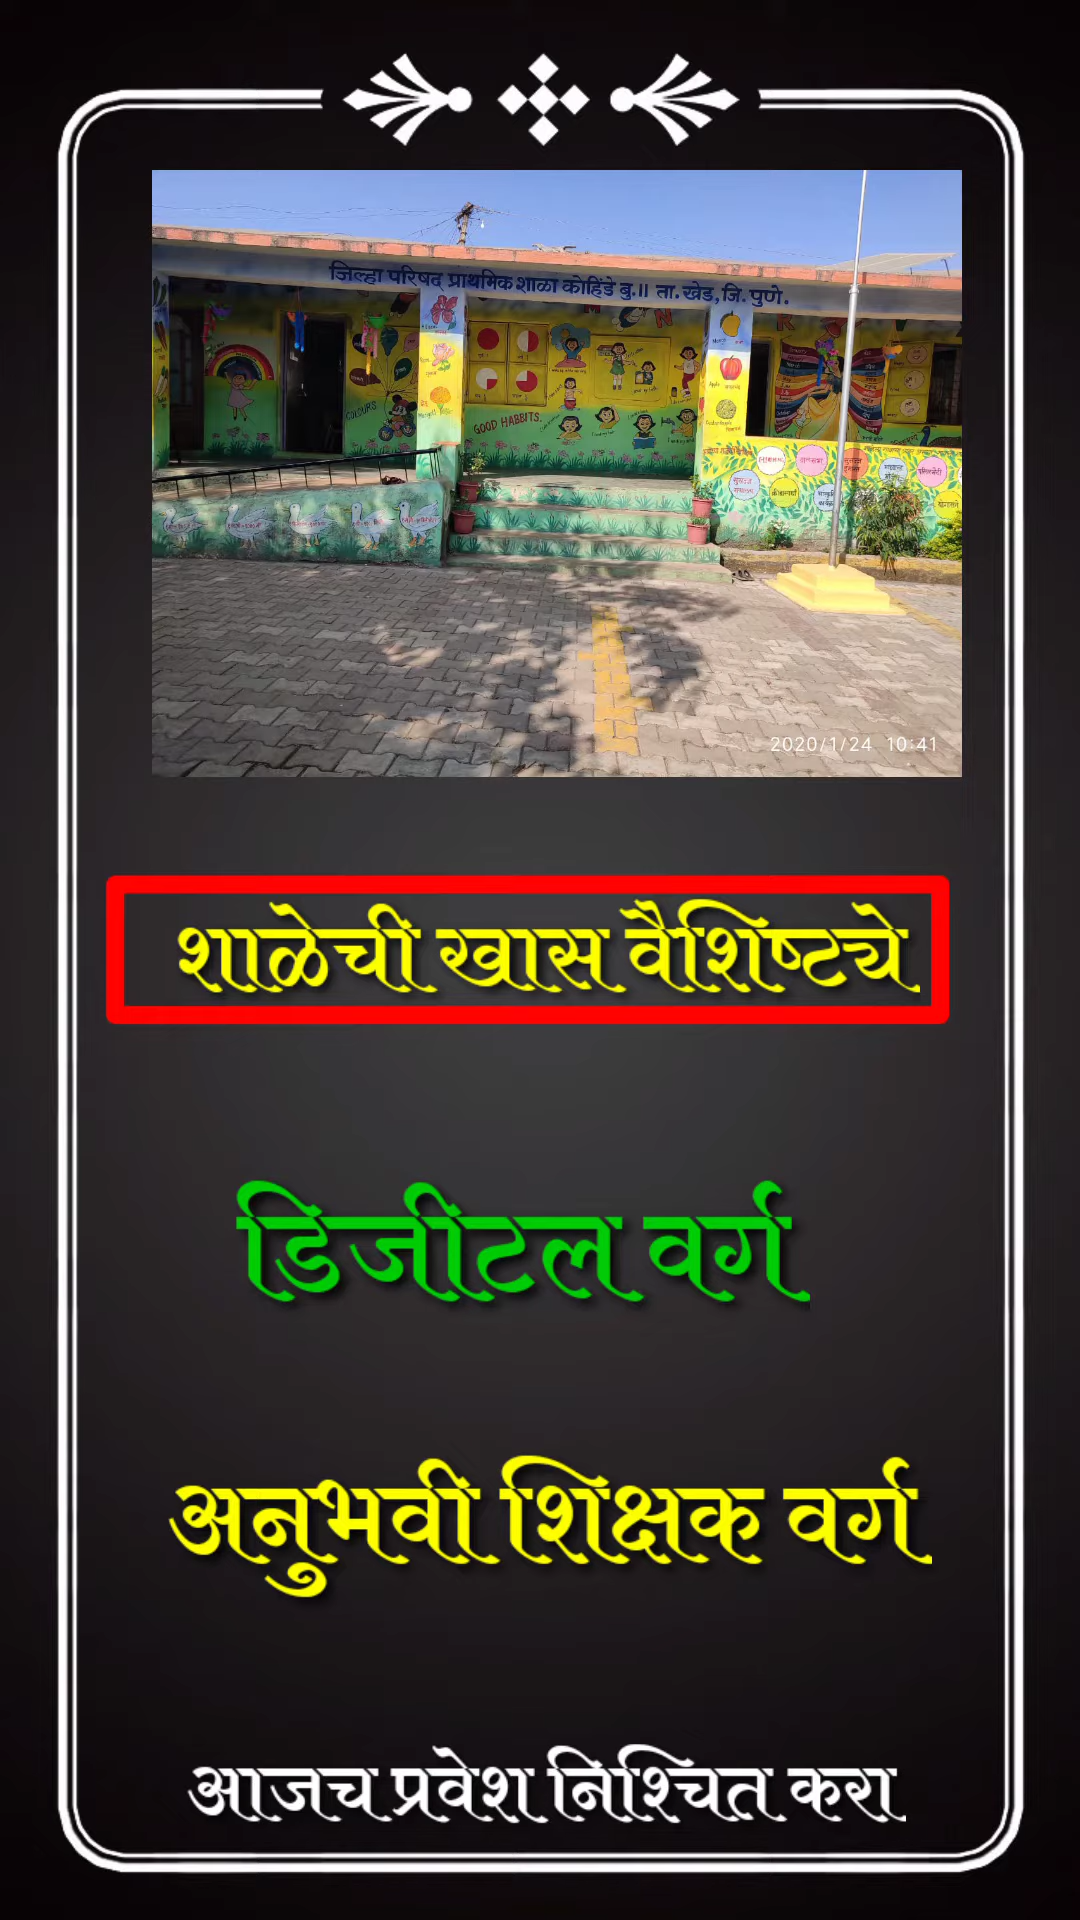 जिल्हा परिषद प्राथमिक शाळा कोहिंडे बु.॥ ता. खेड, जि. पुणे.
COLOURS
GOOD HABBITS
2020/1/24 10:41
शाळेची खास वैशिष्ट्ये
डिजीटल वर्ग
अनुभवी शिक्षक वर्ग
आजच प्रवेश निश्चित करा